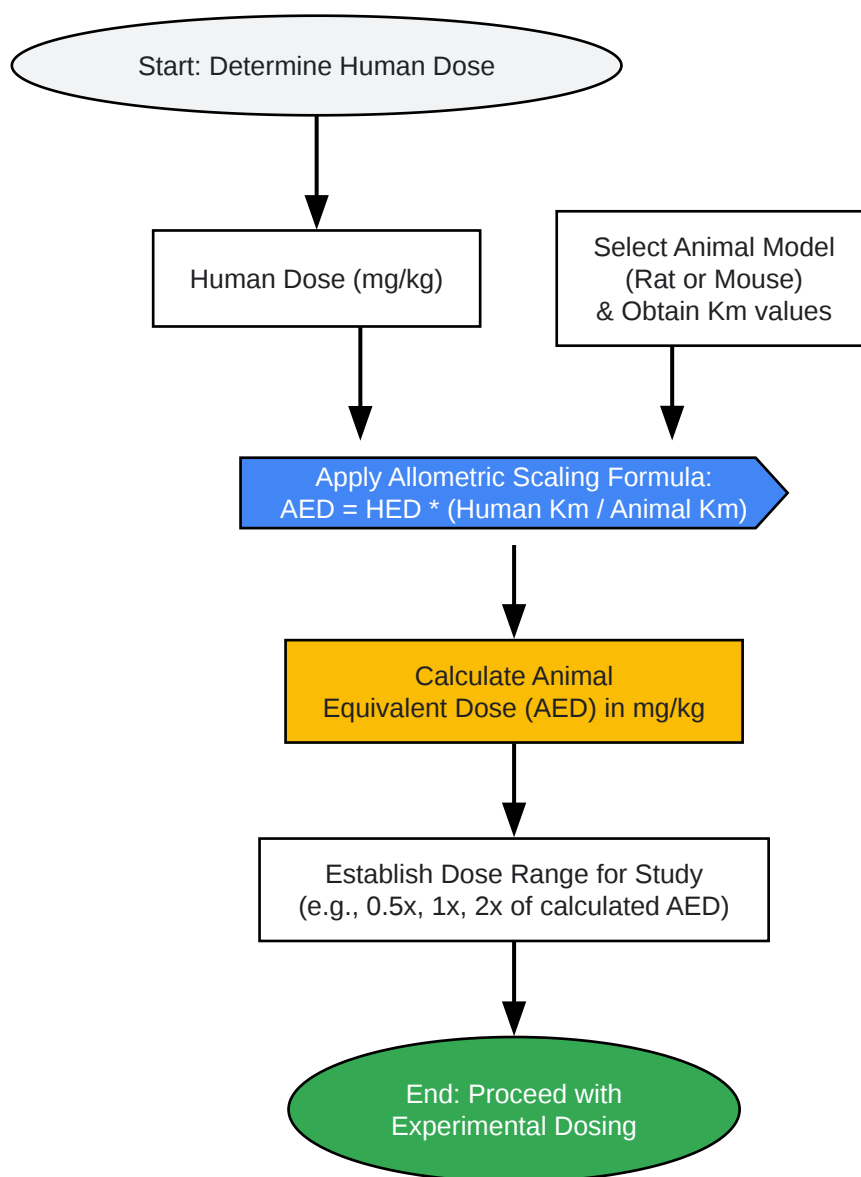 Start: Determine Human Dose
Human Dose (mg/kg)
Select Animal Model
(Rat or Mouse)
& Obtain Km values
Apply Allometric Scaling Formula:
AED = HED * (Human Km / Animal Km)
Calculate Animal
Equivalent Dose (AED) in mg/kg
Establish Dose Range for Study
(e.g., 0.5x, 1x, 2x of calculated AED)
End: Proceed with
Experimental Dosing